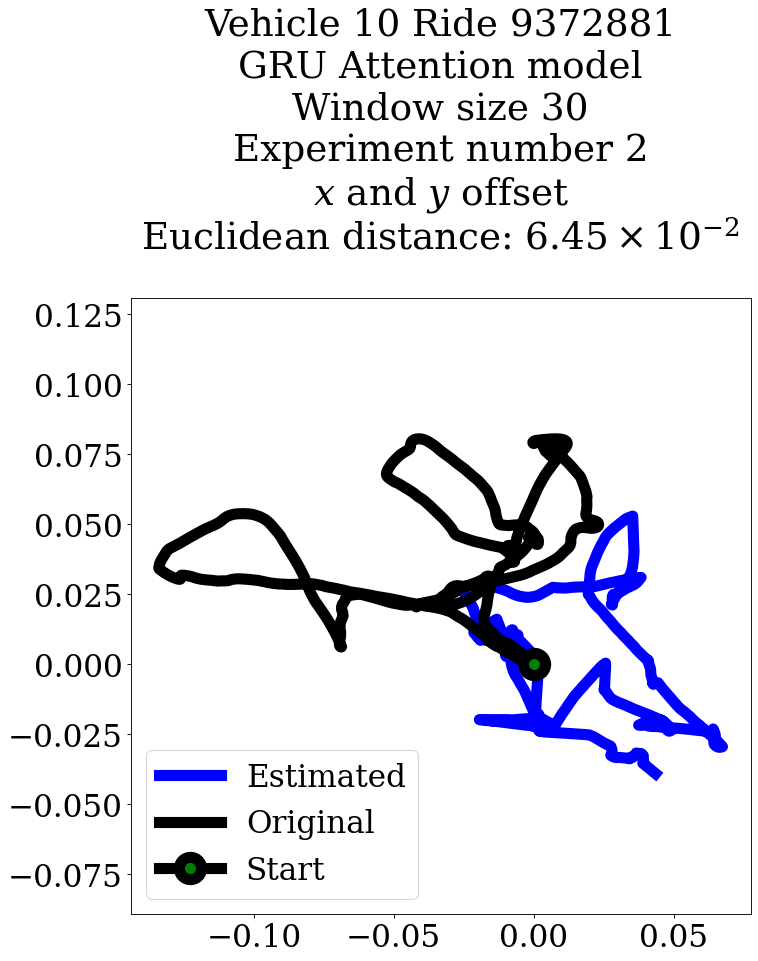 Vehicle 10 Ride 9372881
GRU Attention model
Window size 30
Experiment number 2
x and y offset
Euclidean distance: 6.45 × 10⁻²
0.125
0.100
0.075
0.050
0.025
0.000
−0.025
−0.050
−0.075
Estimated
Original
Start
−0.10 −0.05 0.00 0.05